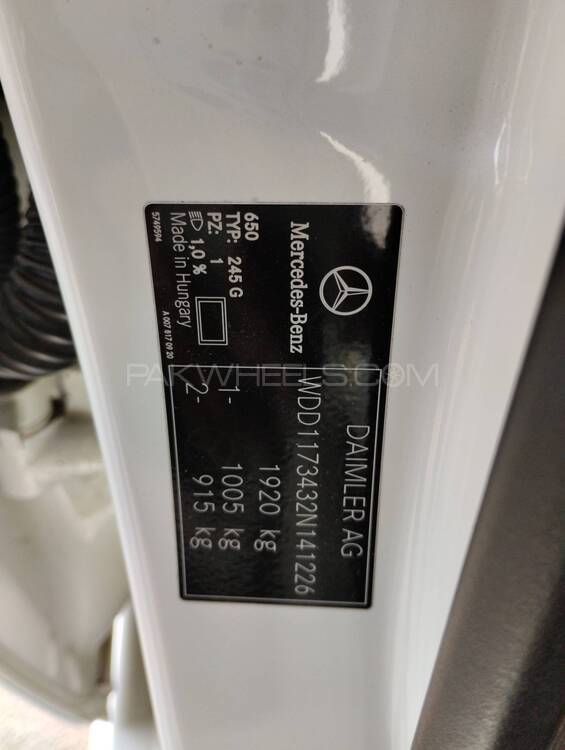 Mercedes-Benz
DAIMLER AG
WDD1173432N141226
1920 kg
1- 1005 kg
2- 915 kg
650
TYP: 245 G
PZ: 1
1,0 %
Made in Hungary
5749594
A 007 817 09 20
PAKWHEELS.COM